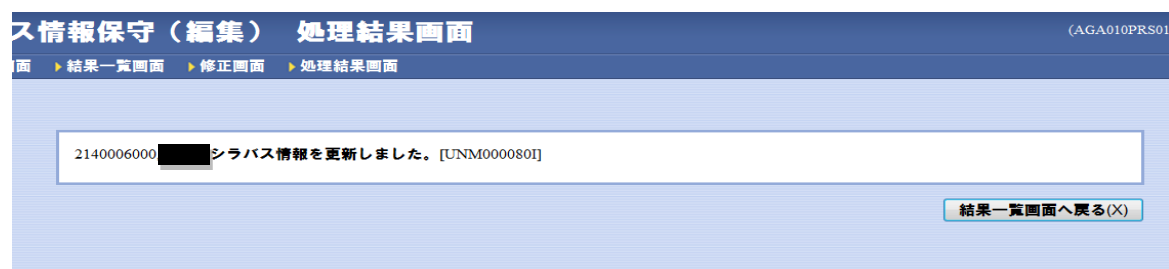 ス情報保守（編集）　処理結果画面
(AGA010PRS01
面 結果一覧画面 修正画面 処理結果画面
2140006000 シラバス情報を更新しました。[UNM000080I]
結果一覧画面へ戻る(X)